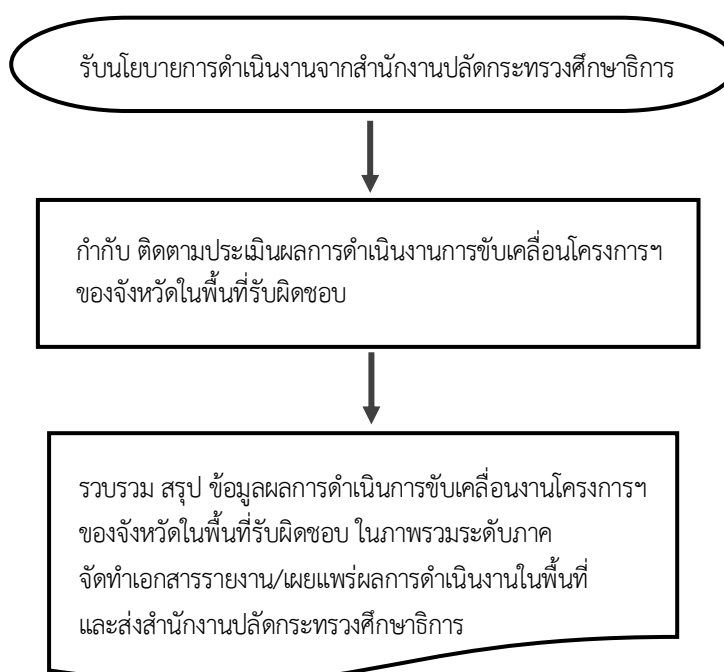 รับนโยบายการดำเนินงานจากสำนักงานปลัดกระทรวงศึกษาธิการ
กำกับ ติดตามประเมินผลการดำเนินงานการขับเคลื่อนโครงการฯ
ของจังหวัดในพื้นที่รับผิดชอบ
รวบรวม สรุป ข้อมูลผลการดำเนินการขับเคลื่อนงานโครงการฯ
ของจังหวัดในพื้นที่รับผิดชอบ ในภาพรวมระดับภาค
จัดทำเอกสารรายงาน/เผยแพร่ผลการดำเนินงานในพื้นที่
และส่งสำนักงานปลัดกระทรวงศึกษาธิการ